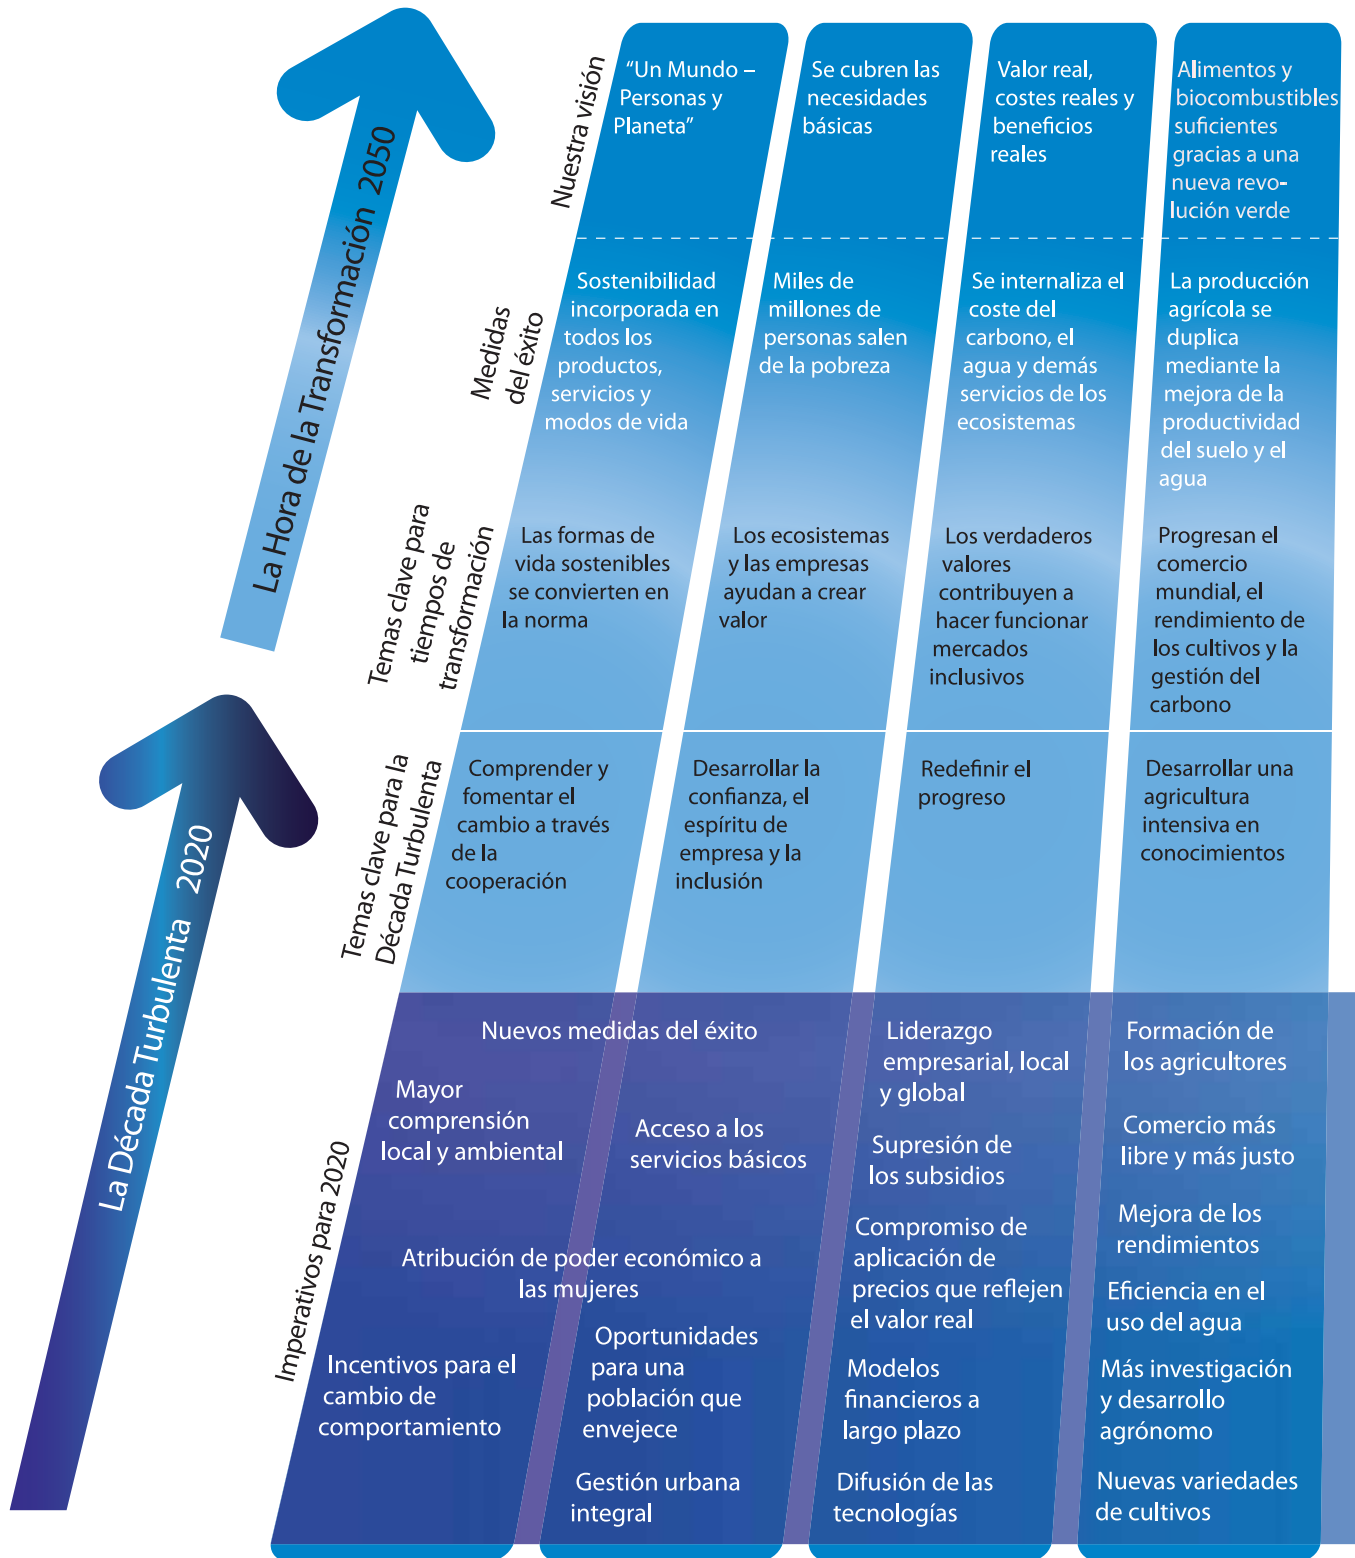 La Hora de la Transformación 2050
La Década Turbulenta 2020
Nuestra visión
“Un Mundo –
Personas y
Planeta”
Se cubren las
necesidades
básicas
Valor real,
costes reales y
beneficios
reales
Alimentos y
biocombustibles
suficientes
gracias a una
nueva revo-
lución verde
Medidas
del éxito
Sostenibilidad
incorporada en
todos los
productos,
servicios y
modos de vida
Miles de
millones de
personas salen
de la pobreza
Se internaliza el
coste del
carbono, el
agua y demás
servicios de los
ecosistemas
La producción
agrícola se
duplica
mediante la
mejora de la
productividad
del suelo y el
agua
Temas clave para
tiempos de
transformación
Las formas de
vida sostenibles
se convierten en
la norma
Los ecosistemas
y las empresas
ayudan a crear
valor
Los verdaderos
valores
contribuyen a
hacer funcionar
mercados
inclusivos
Progresan el
comercio
mundial, el
rendimiento de
los cultivos y la
gestión del
carbono
Temas clave para la
Década Turbulenta
Comprender y
fomentar el
cambio a través
de la
cooperación
Desarrollar la
confianza, el
espíritu de
empresa y la
inclusión
Redefinir el
progreso
Desarrollar una
agricultura
intensiva en
conocimientos
Imperativos para 2020
Nuevos medidas del éxito
Mayor
comprensión
local y ambiental
Acceso a los
servicios básicos
Atribución de poder económico a
las mujeres
Incentivos para el
cambio de
comportamiento
Oportunidades
para una
población que
envejece
Gestión urbana
integral
Liderazgo
empresarial, local
y global
Supresión de
los subsidios
Compromiso de
aplicación de
precios que reflejen
el valor real
Modelos
financieros a
largo plazo
Difusión de las
tecnologías
Formación de
los agricultores
Comercio más
libre y más justo
Mejora de los
rendimientos
Eficiencia en el
uso del agua
Más investigación
y desarrollo
agrónomo
Nuevas variedades
de cultivos